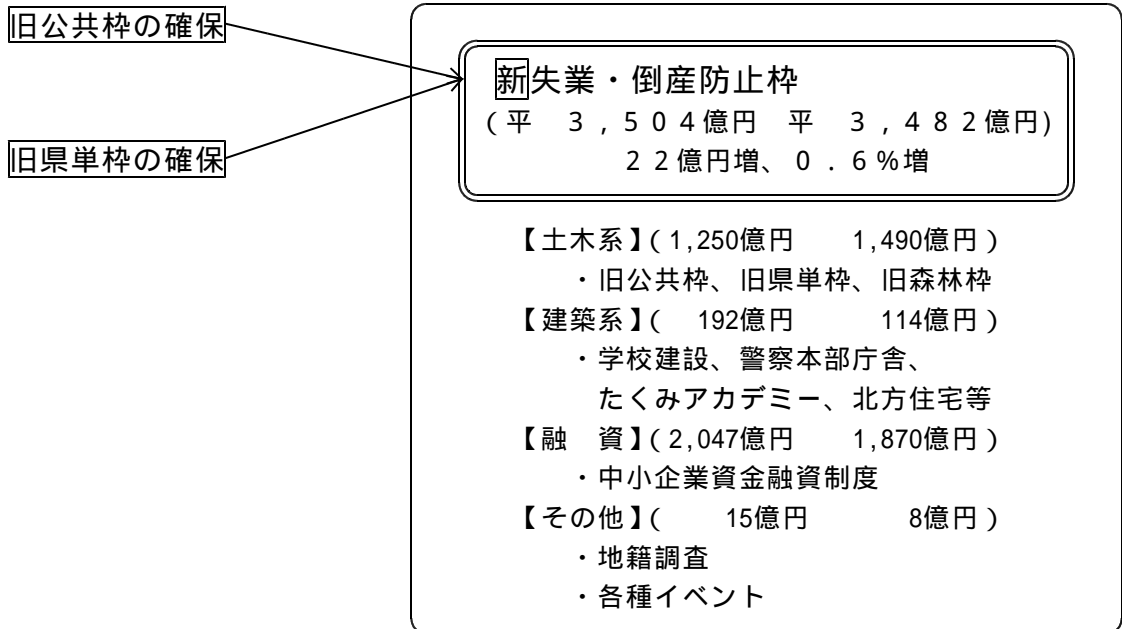 旧公共枠の確保
旧県単枠の確保
新失業・倒産防止枠
(平　３,５０４億円　平　３,４８２億円)
２２億円増、０．６%増
【土木系】(1,250億円　1,490億円)
・旧公共枠、旧県単枠、旧森林枠
【建築系】(　192億円　114億円)
・学校建設、警察本部庁舎、
たくみアカデミー、北方住宅等
【融　資】(2,047億円　1,870億円)
・中小企業資金融資制度
【その他】(　15億円　8億円)
・地籍調査
・各種イベント